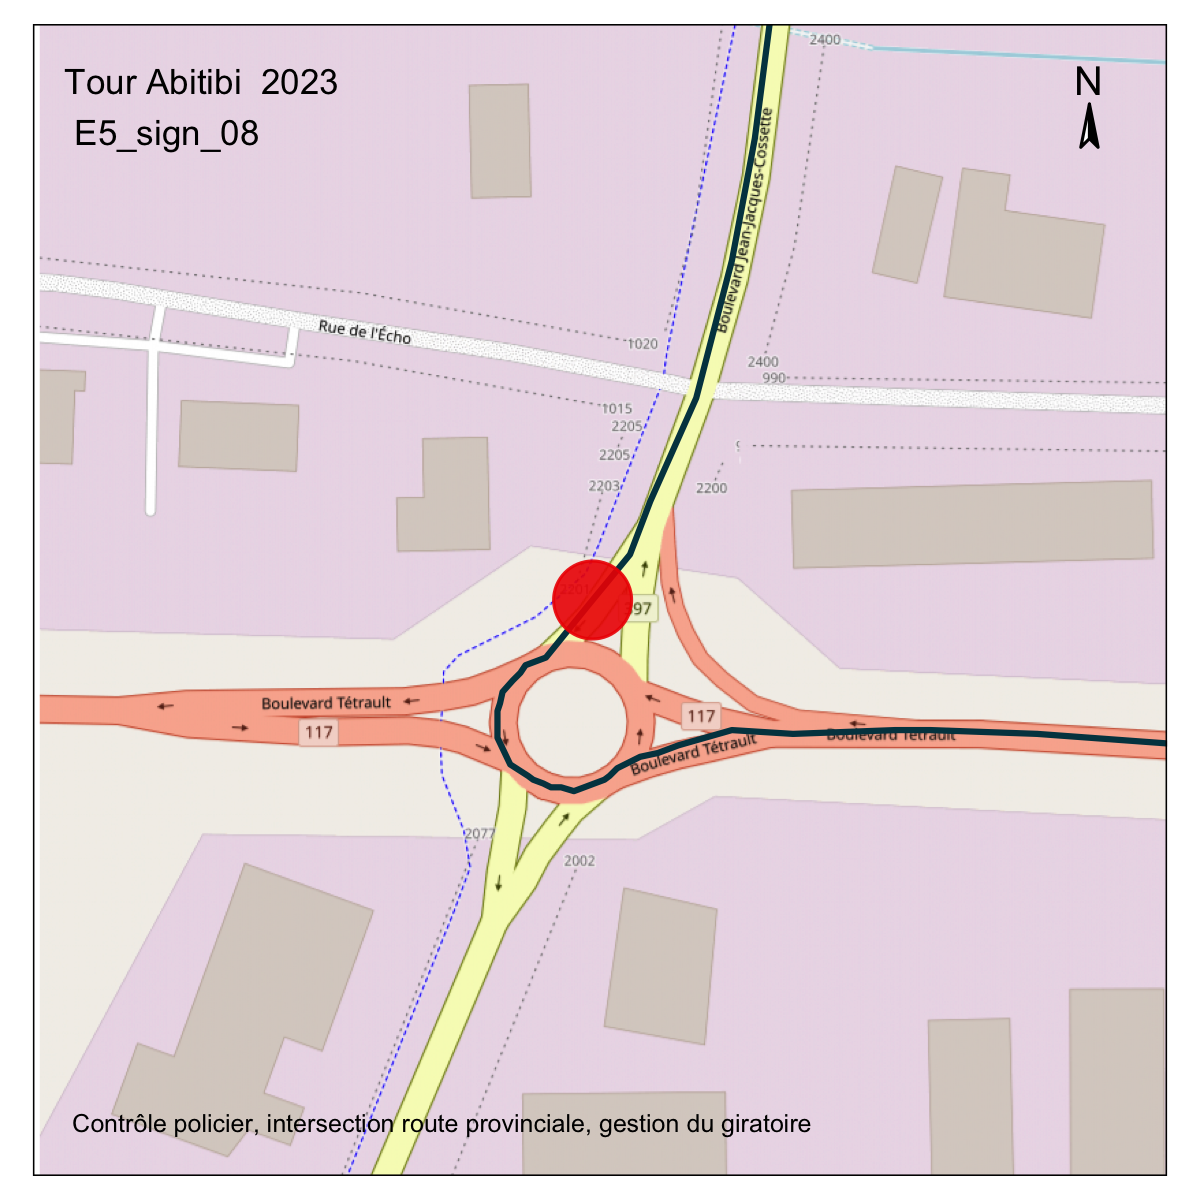 2400
Tour Abitibi 2023
N
E5_sign_08
Boulevard Jean-Jacques-Cossette
Rue de l'Écho
1020
2400
990
1015
2205
2205
2203
2200
397
Boulevard Tétrault
117
117
Boulevard Tétrault
Boulevard Tétrault
2077
2002
Contrôle policier, intersection route provinciale, gestion du giratoire